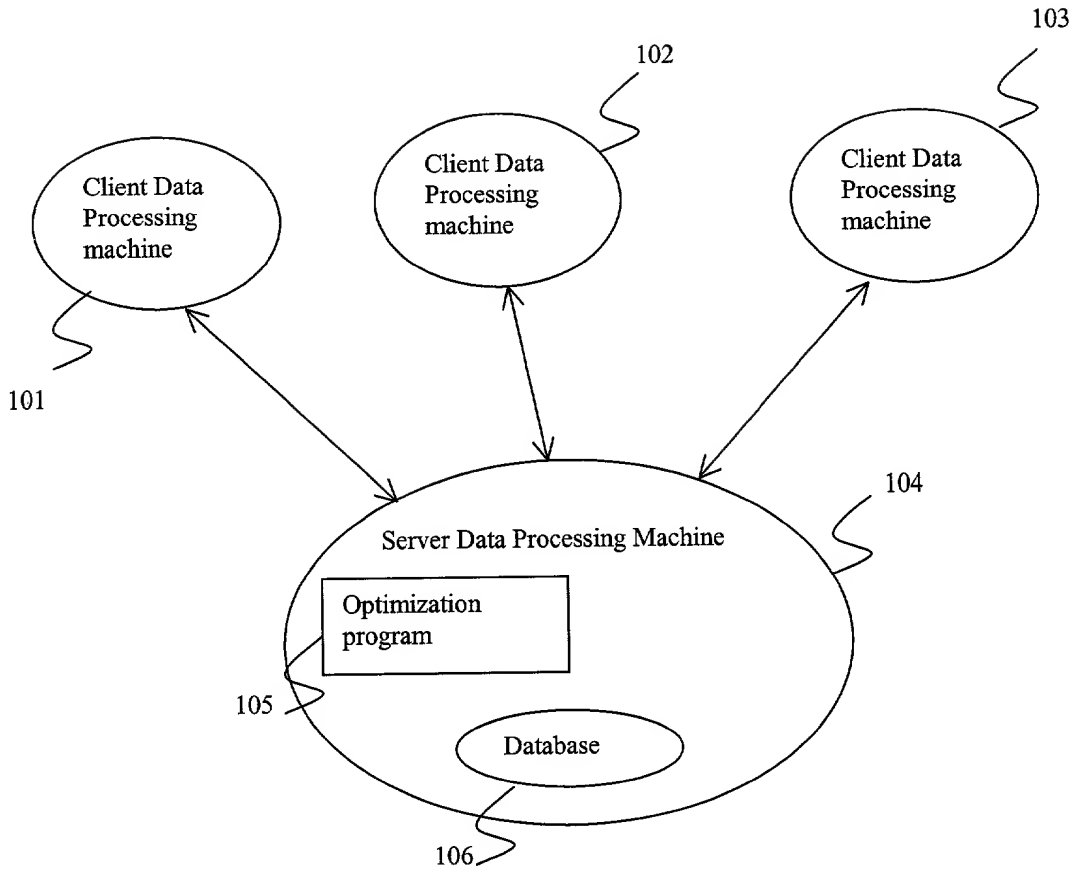 103
102
Client Data
Processing
machine
Client Data
Processing
machine
Client Data
Processing
machine
101
104
Server Data Processing Machine
Optimization
program
105
Database
106